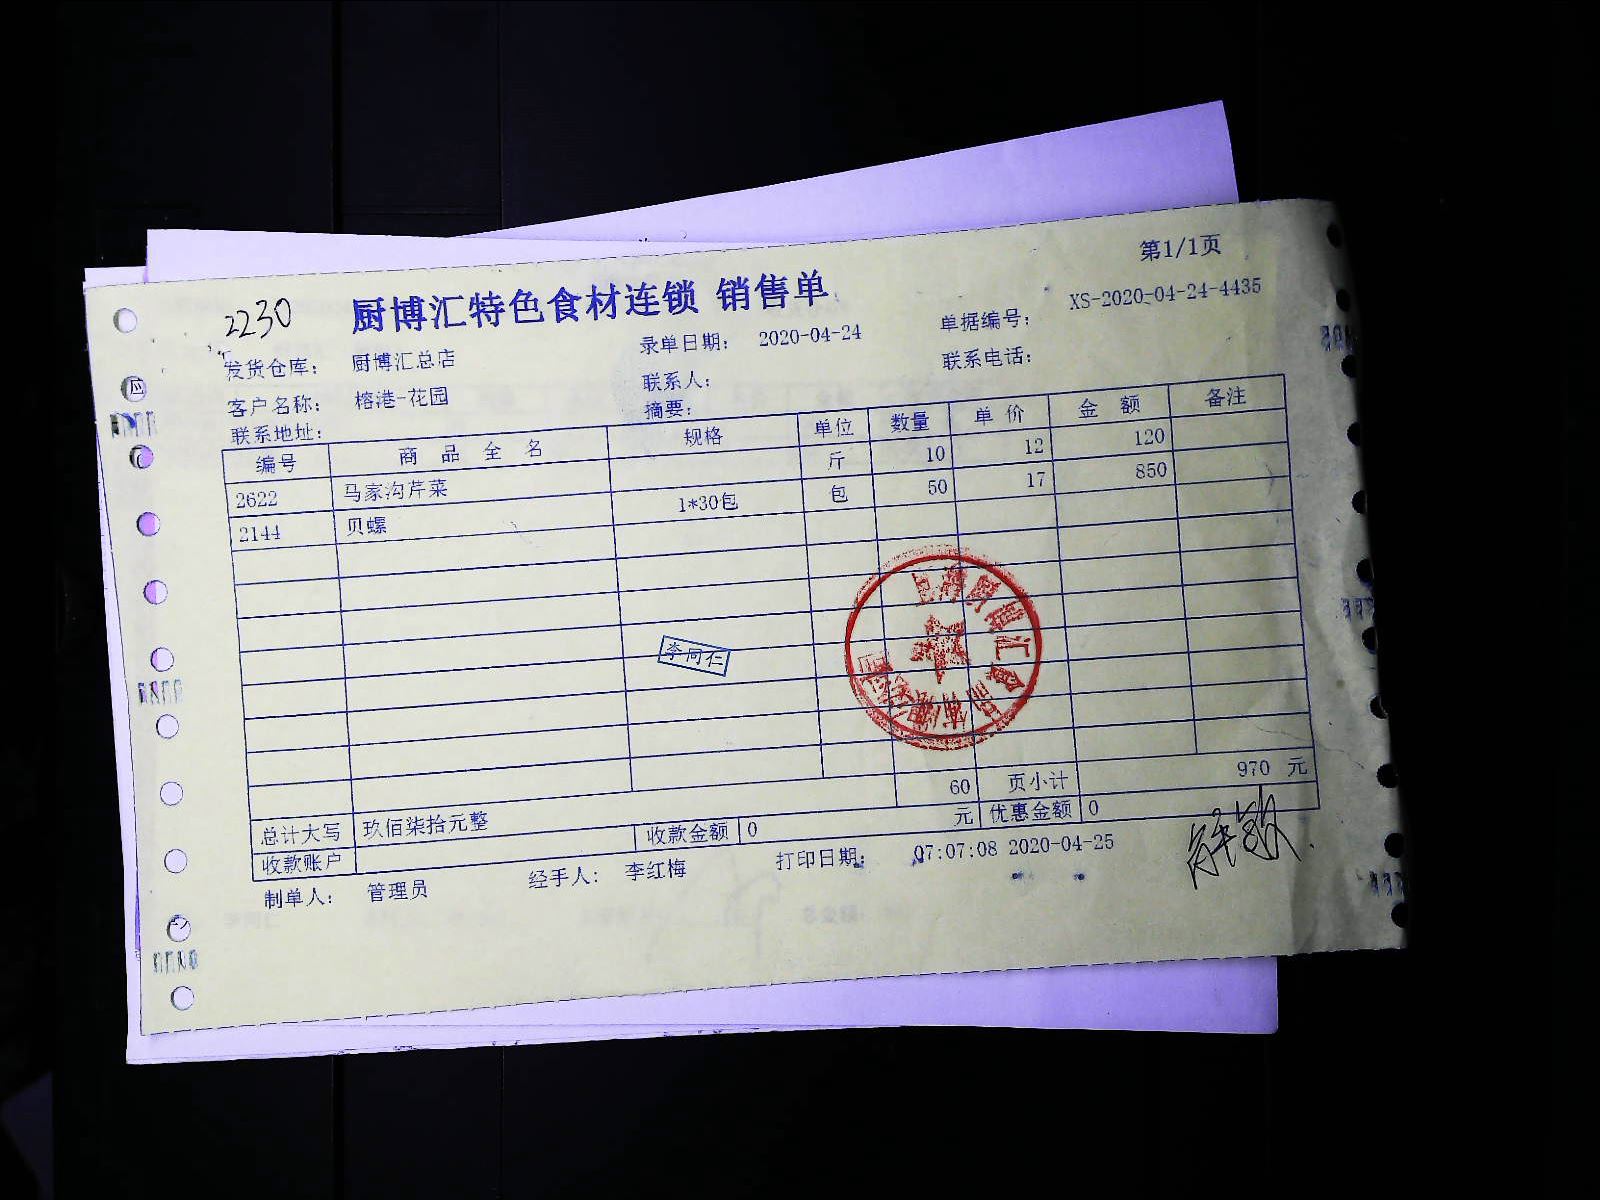 第1/1页
2230 厨博汇特色食材连锁 销售单
录单日期： 2020-04-24 单据编号： XS-2020-04-24-4435
发货仓库： 厨博汇总店 联系人： 联系电话：
客户名称： 榕港-花园 摘要：
联系地址：
编号 商品全名 规格 单位 数量 单价 金额 备注
2622 马家沟芹菜 斤 10 12 120
2144 贝螺 1*30包 包 50 17 850
李同仁
60 页小计 970 元
总计大写 玖佰柒拾元整 收款金额 0 元 优惠金额 0
收款账户
制单人： 管理员 经手人： 李红梅 打印日期： 07:07:08 2020-04-25